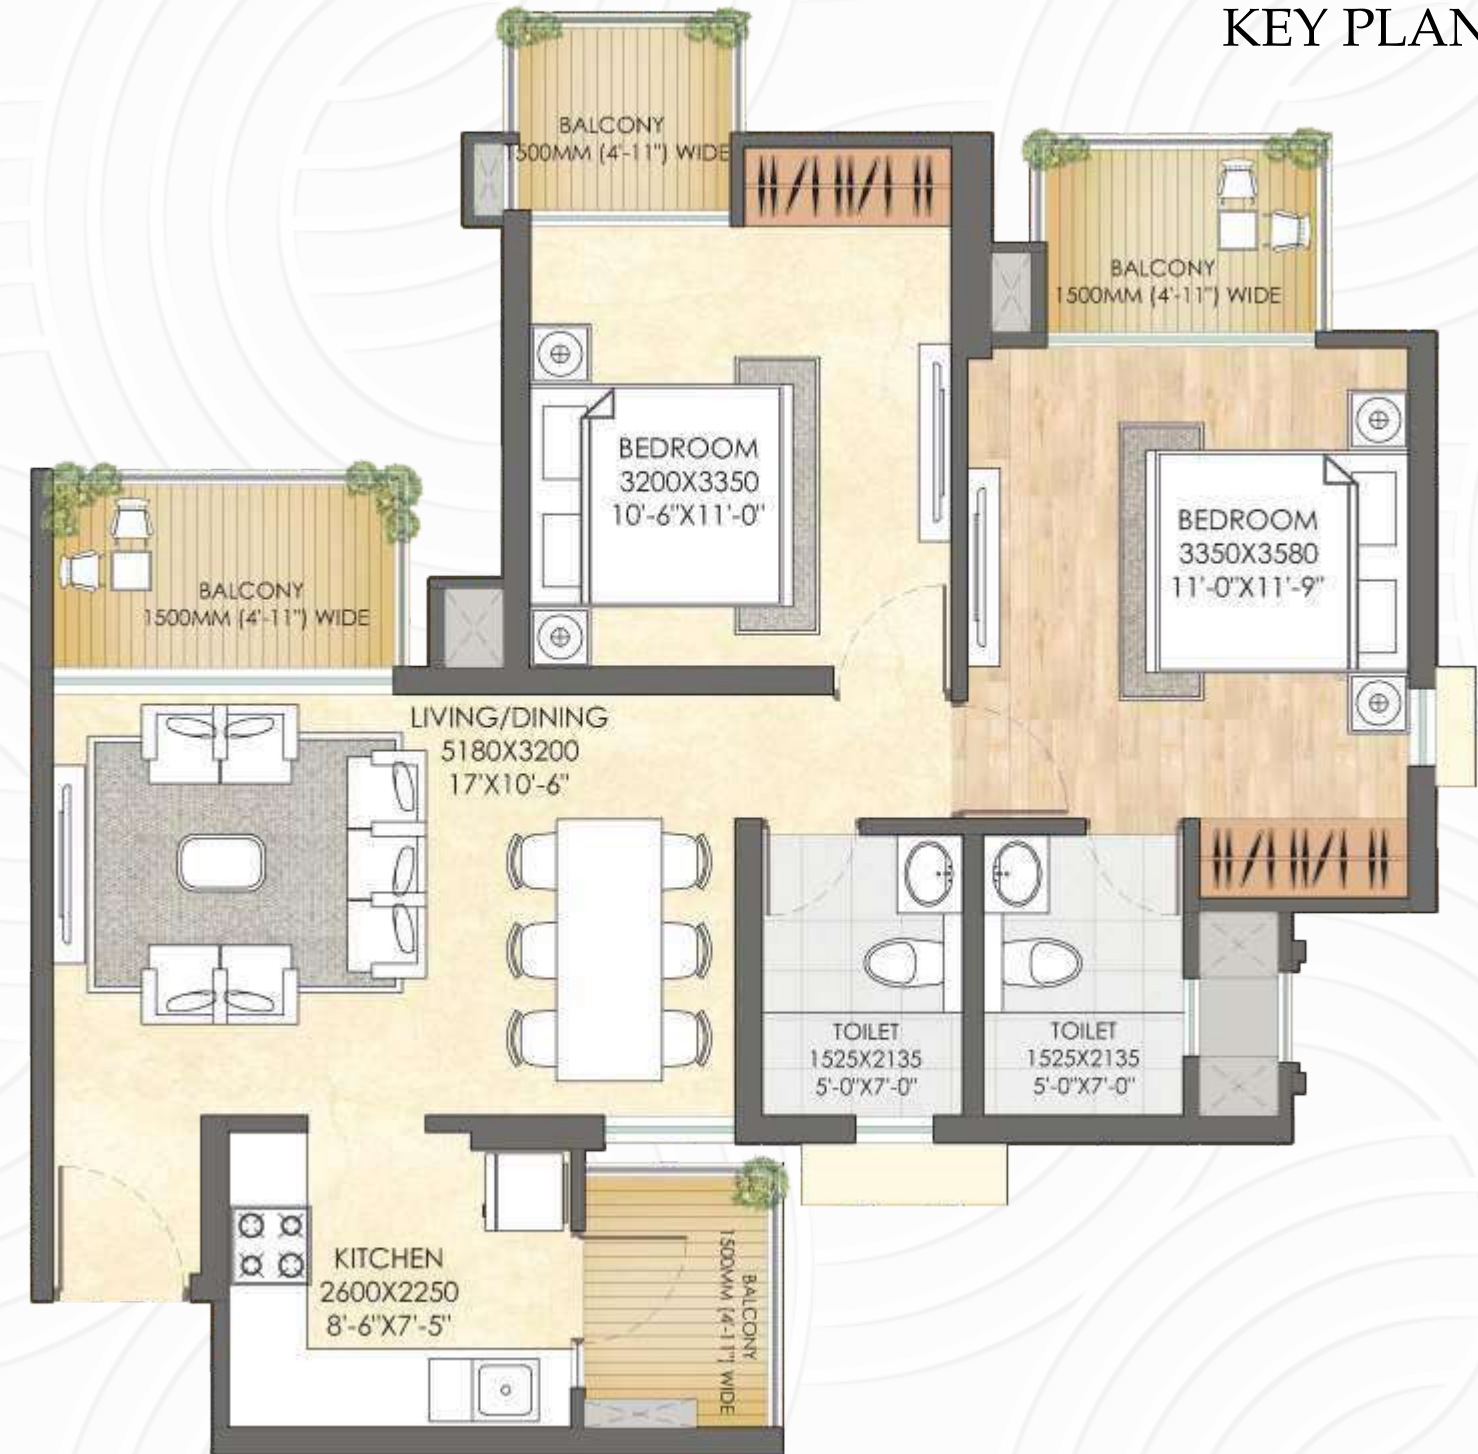 KEY PLAN
BALCONY
1500MM (4'-11") WIDE
BALCONY
1500MM (4'-11") WIDE
BEDROOM
3200X3350
10'-6"X11'-0"
BEDROOM
3350X3580
11'-0"X11'-9"
BALCONY
1500MM (4'-11") WIDE
LIVING/DINING
5180X3200
17'X10'-6"
TOILET
1525X2135
5'-0"X7'-0"
TOILET
1525X2135
5'-0"X7'-0"
KITCHEN
2600X2250
8'-6"X7'-5"
BALCONY
1500MM (4'-11") WIDE